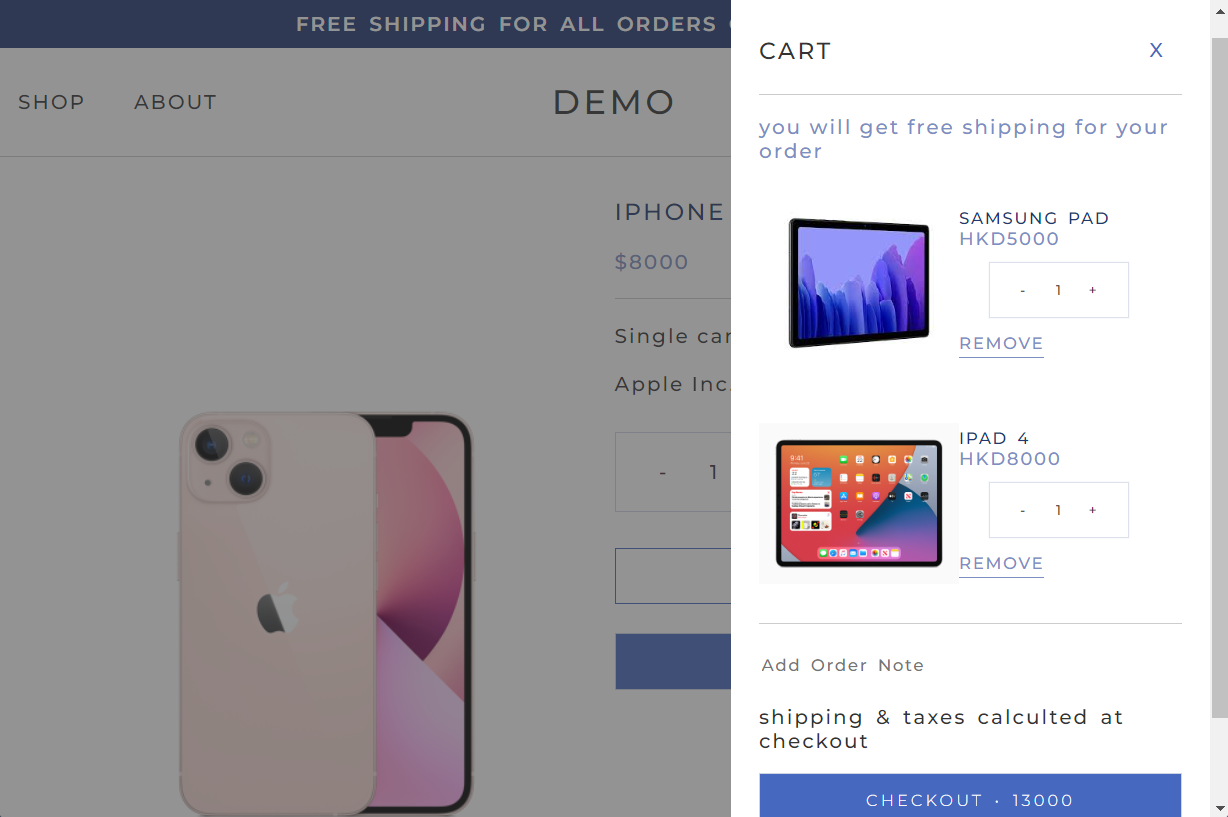 FREE SHIPPING FOR ALL ORDERS
SHOP
ABOUT
DEMO
IPHONE
$8000
Single
Apple Inc.
-
1
CART
X
you will get free shipping for your
order
SAMSUNG PAD
HKD5000
- 1 +
REMOVE
9:41
IPAD 4
HKD8000
- 1 +
REMOVE
Add Order Note
shipping & taxes calculted at
checkout
CHECKOUT • 13000